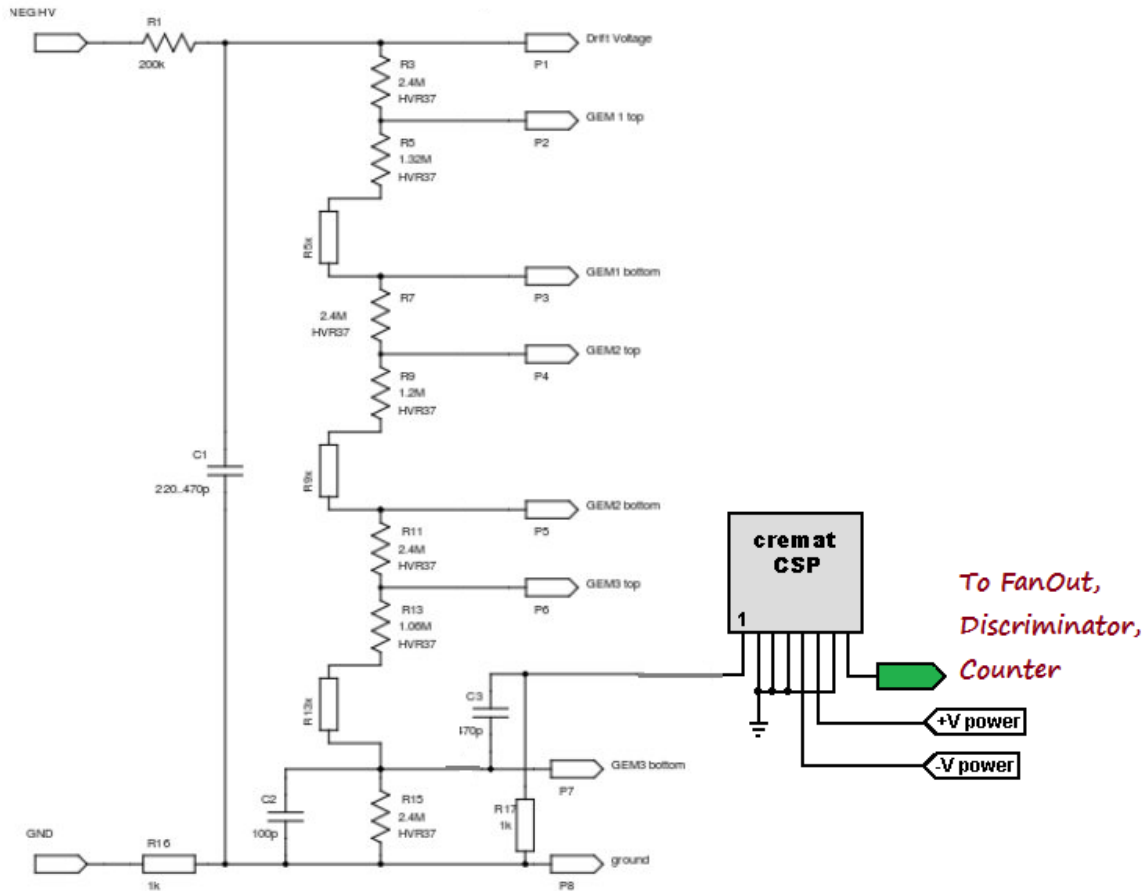 NEGHV
R1
200k
Drift Voltage
P1
R3
2.4M
HVR37
GEM 1 top
P2
R5
1.32M
HVR37
R5x
GEM1 bottom
P3
R7
2.4M
HVR37
GEM2 top
P4
R9
1.2M
HVR37
R9x
C1
220..470p
GEM2 bottom
P5
R11
2.4M
HVR37
GEM3 top
P6
R13
1.06M
HVR37
R13x
C3
470p
GEM3 bottom
P7
C2
100p
R15
2.4M
HVR37
R17
1k
GND
R16
1k
ground
P8
cremat
CSP
1
To FanOut,
Discriminator,
Counter
+V power
-V power